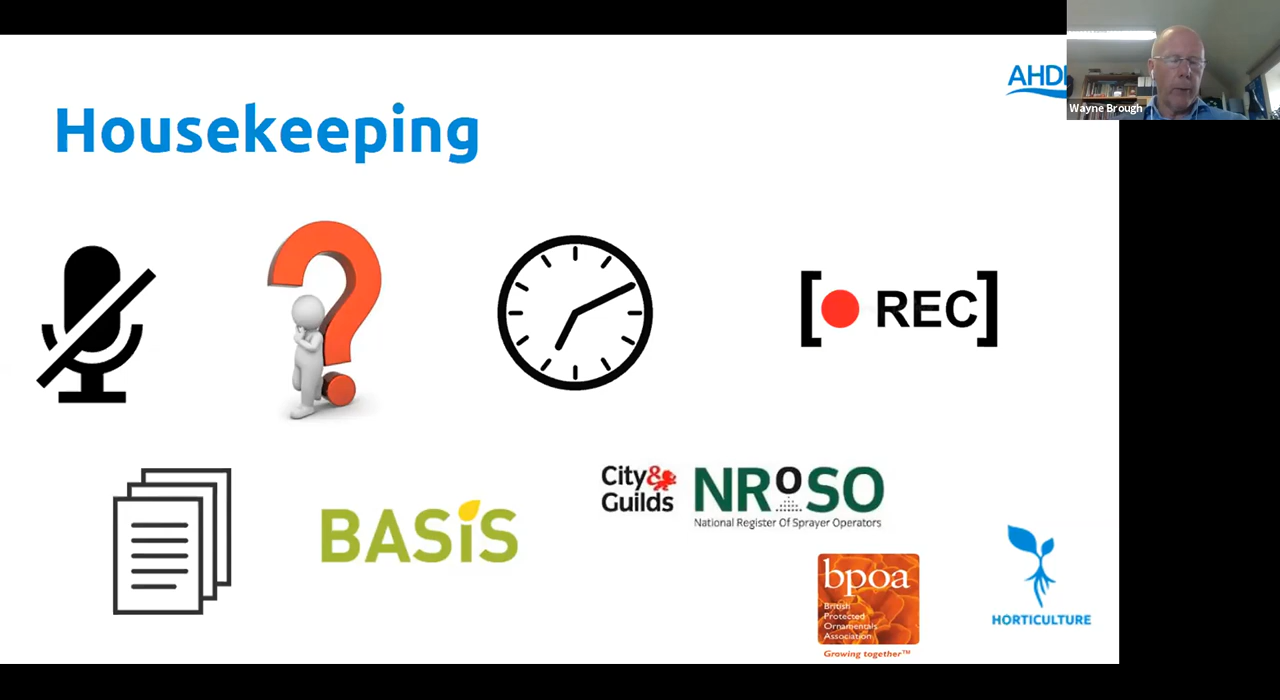 AHD
Wayne Brough
Housekeeping
[ REC]
BASIS
City&
Guilds
NRoSO
National Register Of Sprayer Operators
bpoa
British
Protected
Ornamentals
Association
Growing together™
HORTICULTURE